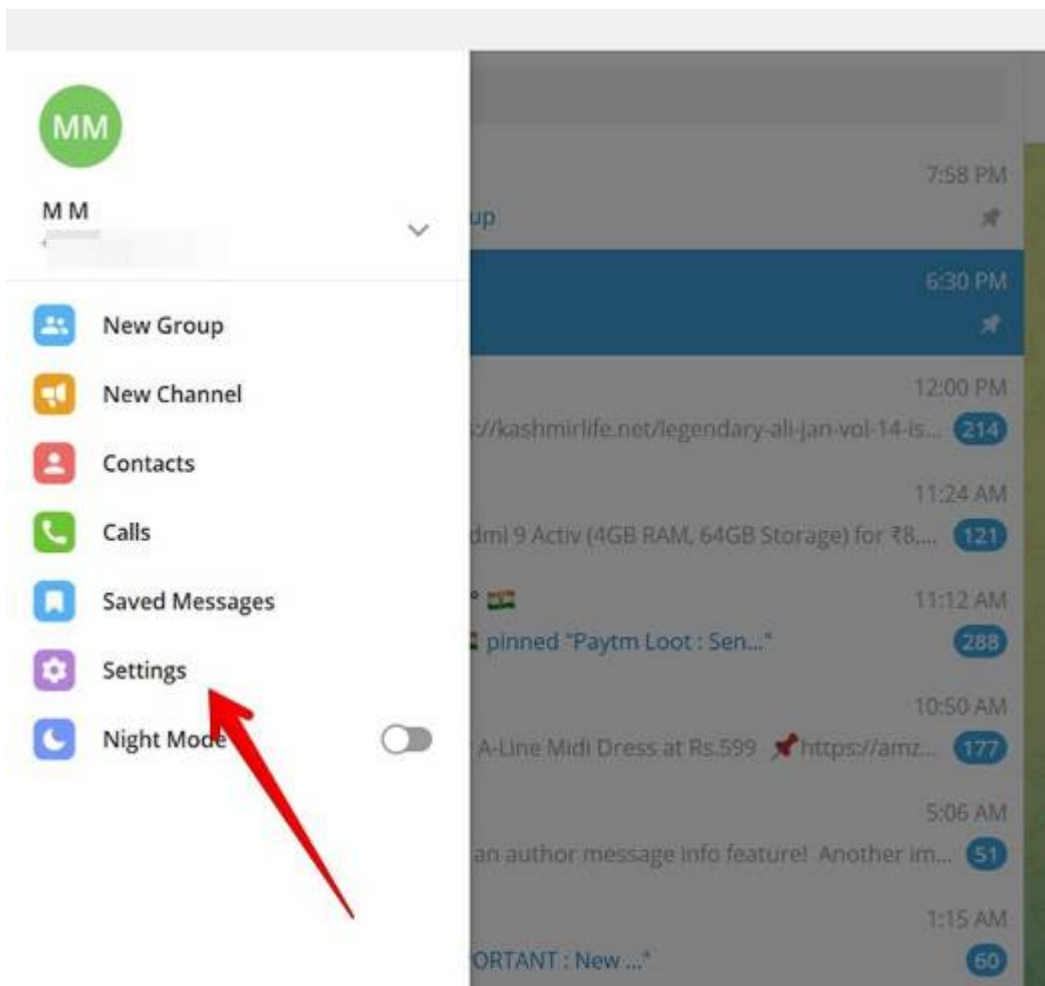 MM
7:58 PM
M M
up
6:30 PM
New Group
12:00 PM
New Channel
://kashmirlife.net/legendary-ali-jan-vol-14-is... 214
Contacts
11:24 AM
Calls
dmi 9 Activ (4GB RAM, 64GB Storage) for ₹8,... 121
Saved Messages
11:12 AM
pinned "Paytm Loot : Sen..." 288
Settings
10:50 AM
Night Mode
A-Line Midi Dress at Rs.599 📌https://amz... 177
5:06 AM
an author message info feature! Another im... 51
1:15 AM
PORTANT : New ..." 60